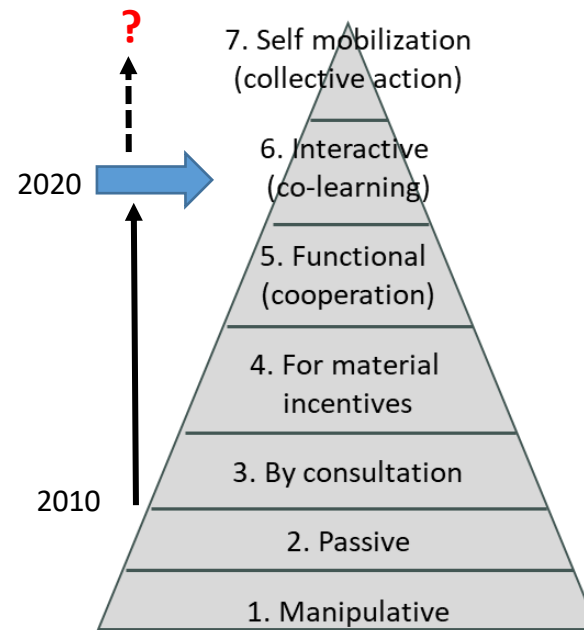 ?
7. Self mobilization
(collective action)
6. Interactive
(co-learning)
2020
5. Functional
(cooperation)
4. For material
incentives
3. By consultation
2010
2. Passive
1. Manipulative